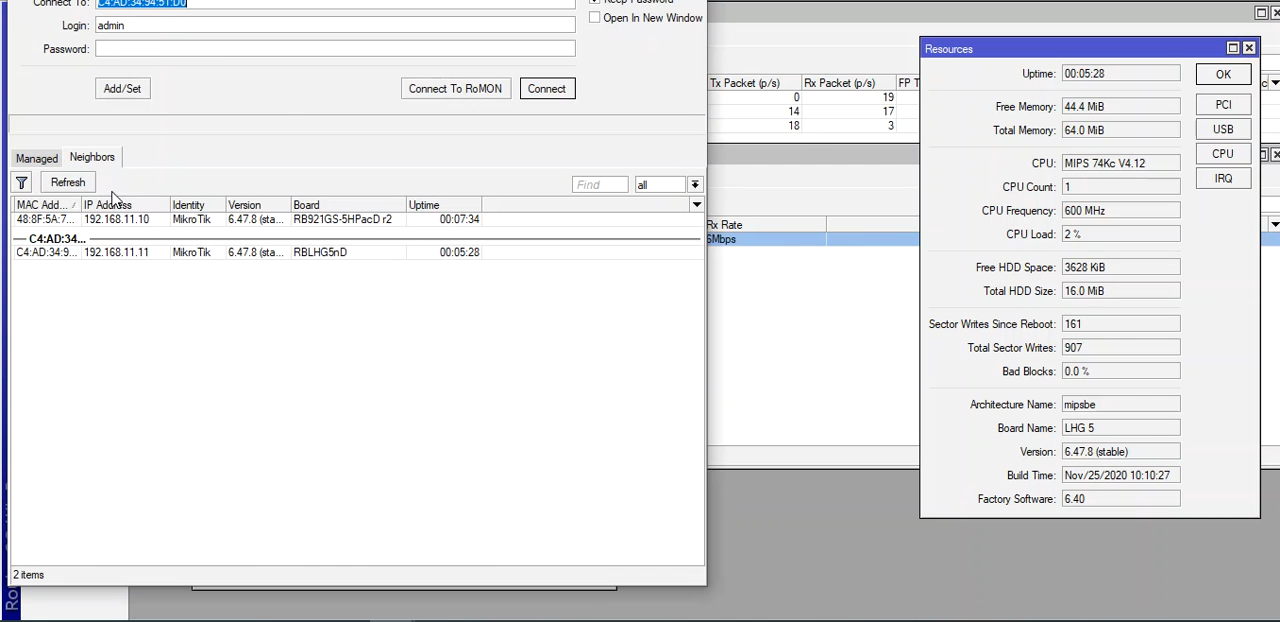 Connect To: C4:AD:34:94:51:D0
Keep Password
Login: admin
Open In New Window
Password:
Add/Set
Connect To RoMON
Connect
Managed
Neighbors
Refresh
Find
all
MAC Add... / IP Address Identity Version Board Uptime
48:8F:5A:7... 192.168.11.10 MikroTik 6.47.8 (sta... RB921GS-5HPacD r2 00:07:34
C4:AD:34...
C4:AD:34:9... 192.168.11.11 MikroTik 6.47.8 (sta... RBLHG5nD 00:05:28
2 items
Tx Packet (p/s) Rx Packet (p/s) FP T
0 19
14 17
18 3
Rx Rate
6Mbps
Resources
Uptime: 00:05:28
Free Memory: 44.4 MiB
Total Memory: 64.0 MiB
CPU: MIPS 74Kc V4.12
CPU Count: 1
CPU Frequency: 600 MHz
CPU Load: 2 %
Free HDD Space: 3628 KiB
Total HDD Size: 16.0 MiB
Sector Writes Since Reboot: 161
Total Sector Writes: 907
Bad Blocks: 0.0 %
Architecture Name: mipsbe
Board Name: LHG 5
Version: 6.47.8 (stable)
Build Time: Nov/25/2020 10:10:27
Factory Software: 6.40
OK
PCI
USB
CPU
IRQ